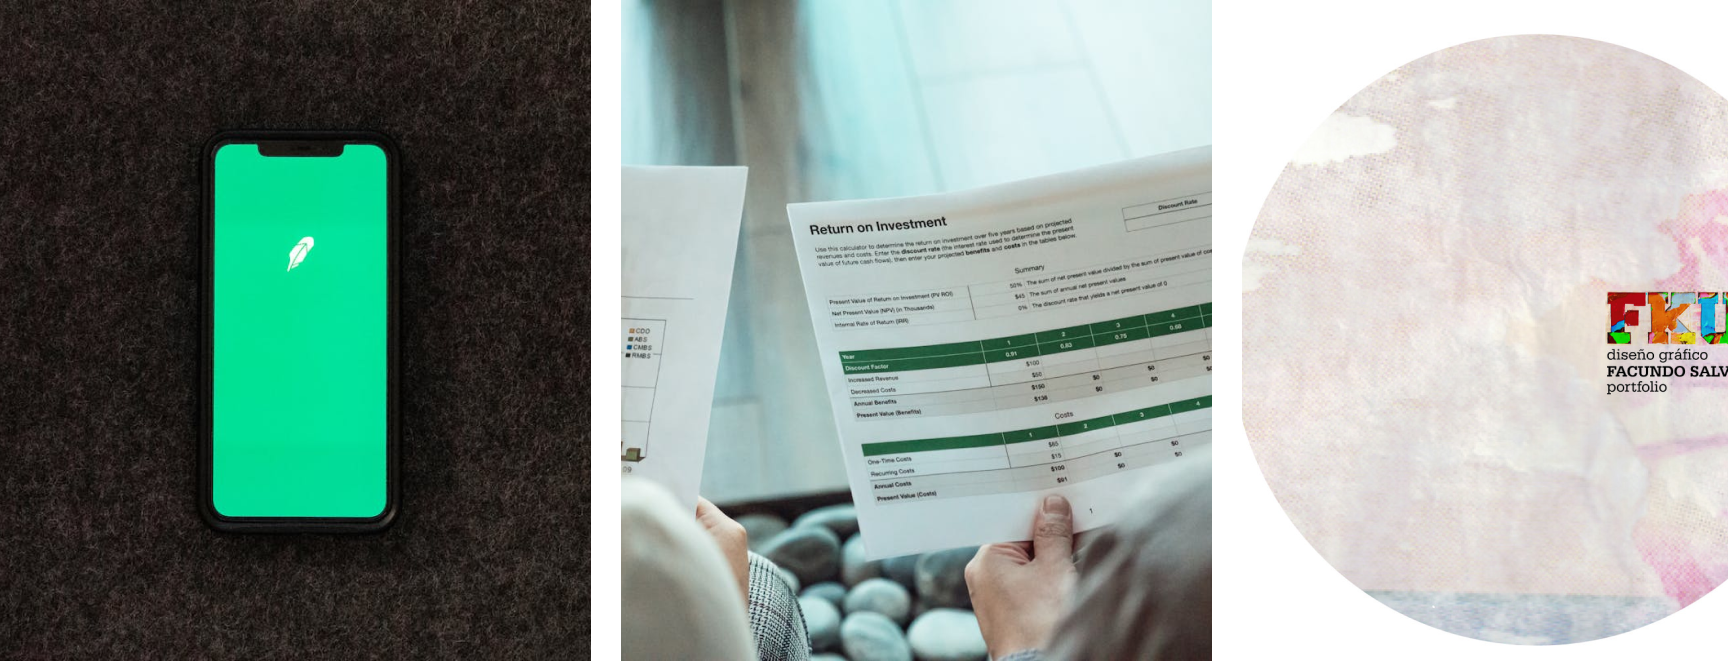 Return on Investment
Use this calculator to determine the return on investment over five years based on projected
revenues and costs. Enter the discount rate (the interest rate used to determine the present
value of future cash flows), then enter your projected benefits and costs in the tables below.
Discount Rate
Summary
Present Value of Return on Investment (PV ROI) 50% The sum of net present value divided by the sum of present value of
Net Present Value (NPV) (in Thousands) $45 The sum of annual net present values
Internal Rate of Return (IRR) 0% The discount rate that yields a net present value of 0
Year 1 2 3 4
Discount Factor 0.91 0.83 0.75 0.68
Increased Revenue $100
Decreased Costs $50 $0
Annual Benefits $150 $0 $0 $0
Present Value (Benefits) $136 $0 $0 $0
Costs
1 2 3 4
One-Time Costs $85
Recurring Costs $15 $0
Annual Costs $100 $0 $0
Present Value (Costs) $91 $0
1
CDO
ABS
CMBS
RMBS
09
FKU
diseño gráfico
FACUNDO SALV
portfolio